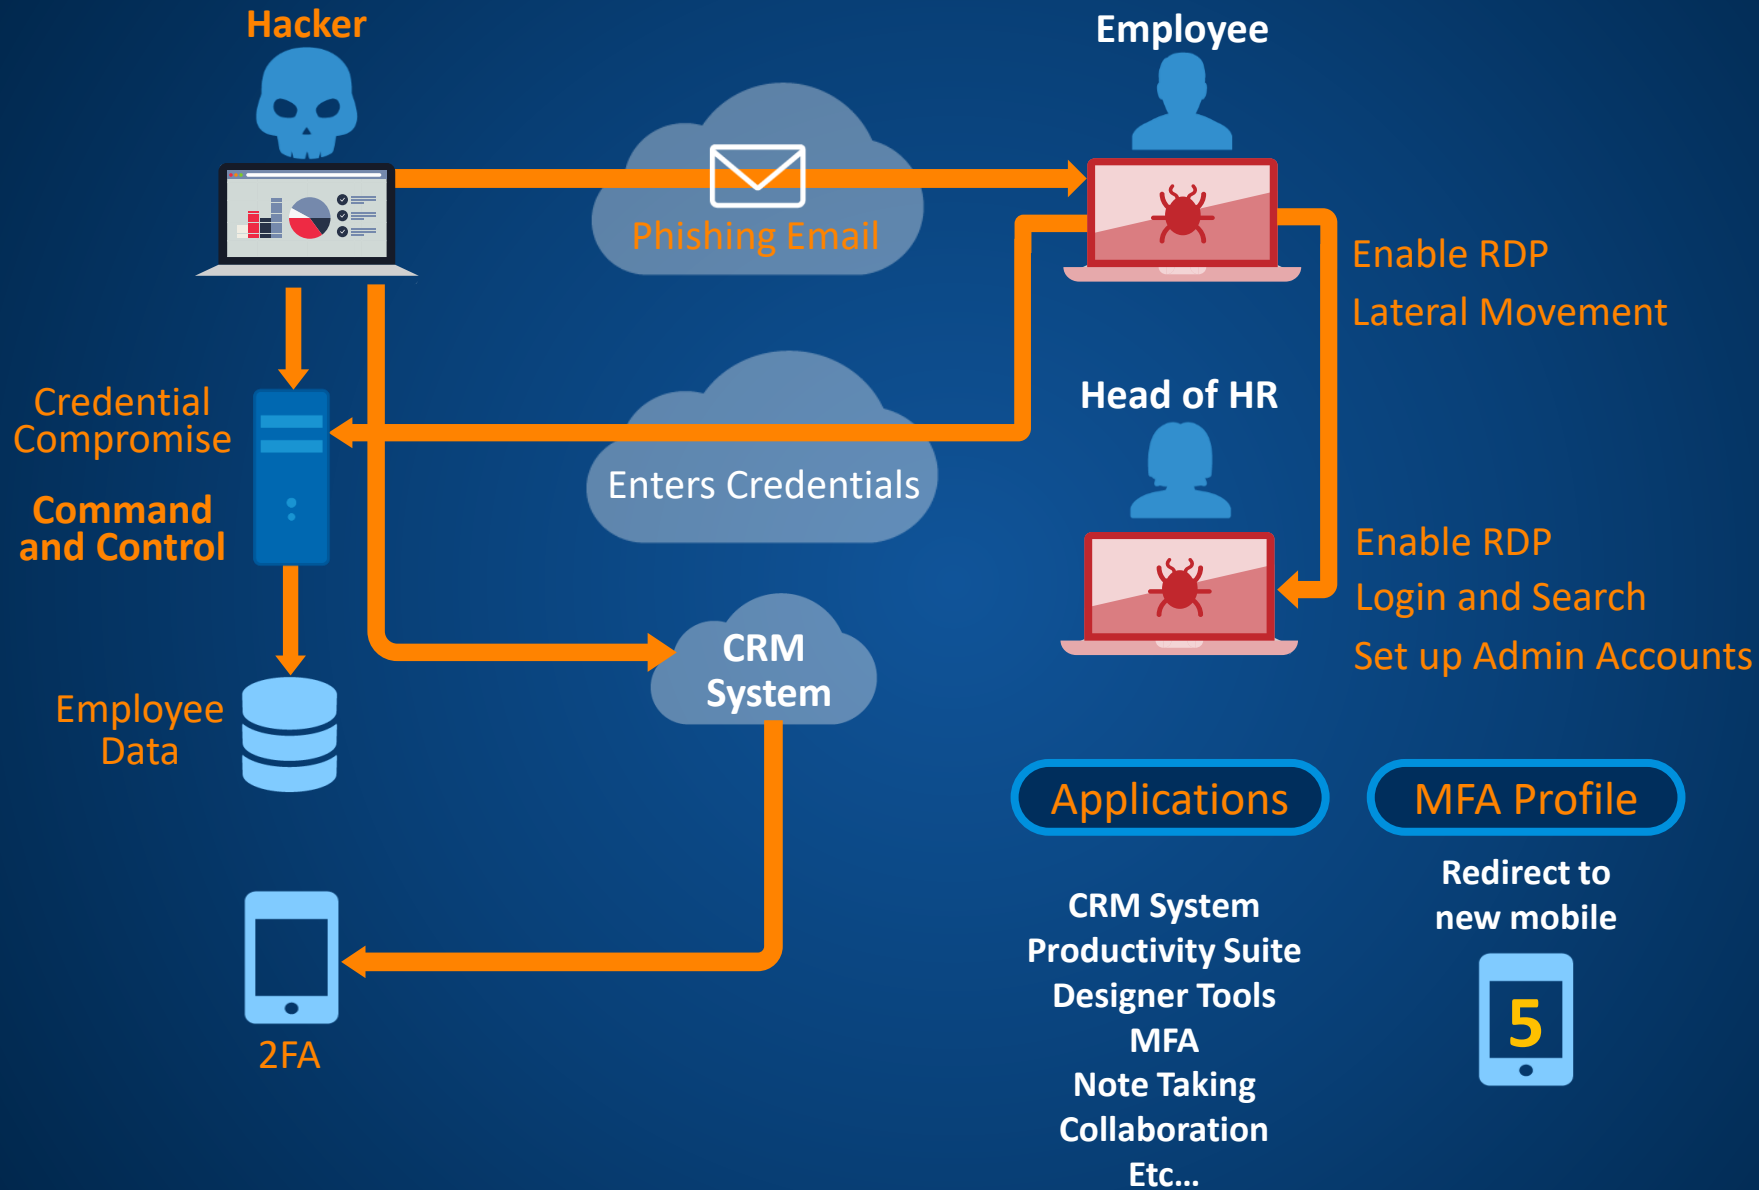 Hacker
Employee
Phishing Email
Enable RDP
Lateral Movement
Credential
Compromise
Command
and Control
Enters Credentials
Head of HR
Enable RDP
Login and Search
Set up Admin Accounts
CRM
System
Employee
Data
Applications
MFA Profile
CRM System
Productivity Suite
Designer Tools
MFA
Note Taking
Collaboration
Etc...
Redirect to
new mobile
5
2FA